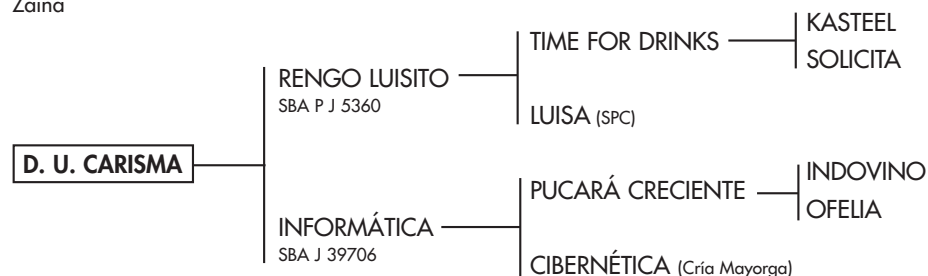 Zaina
KASTEEL
TIME FOR DRINKS
SOLICITA
RENGO LUISITO
SBA P J 5360
LUISA (SPC)
D. U. CARISMA
INDOVINO
PUCARÁ CRECIENTE
OFELIA
INFORMÁTICA
SBA J 39706
CIBERNÉTICA (Cría Mayorga)